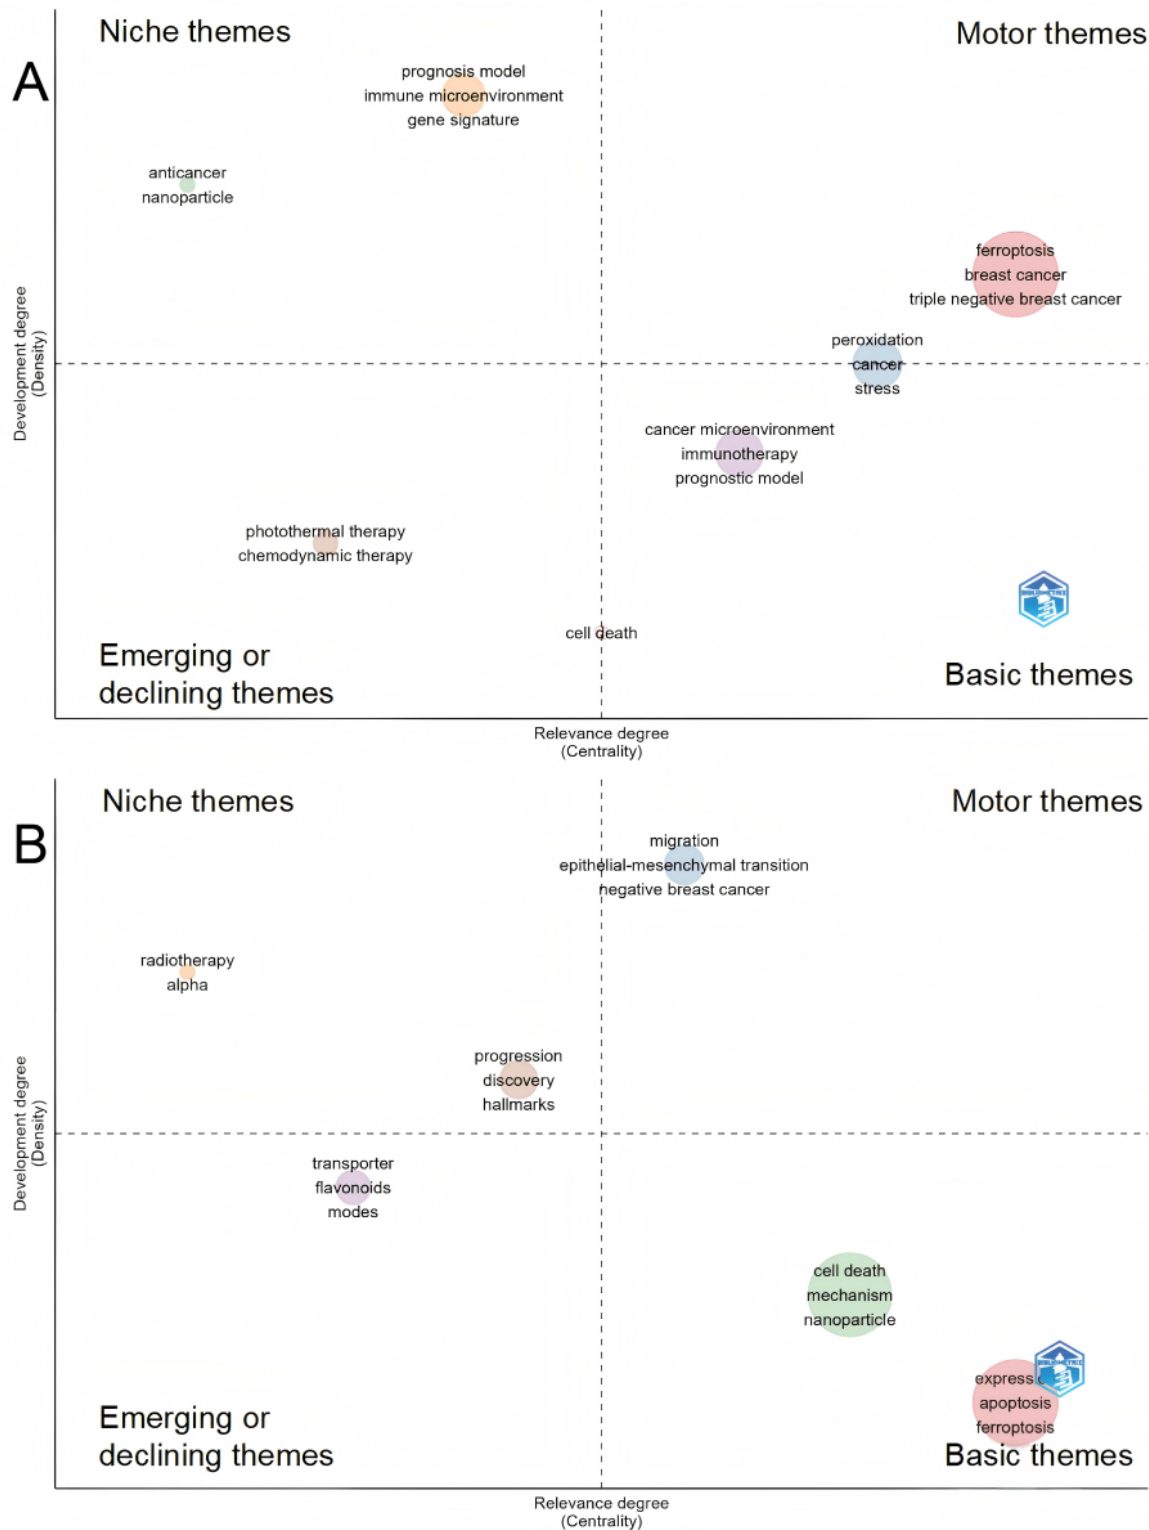 Niche themes
Motor themes
A
prognosis model
immune microenvironment
gene signature
anticancer
nanoparticle
ferroptosis
breast cancer
triple negative breast cancer
peroxidation
cancer
stress
Development degree
(Density)
cancer microenvironment
immunotherapy
prognostic model
photothermal therapy
chemodynamic therapy
BIBLIOMETRIX
cell death
Emerging or
declining themes
Basic themes
Relevance degree
(Centrality)
Niche themes
Motor themes
B
migration
epithelial-mesenchymal transition
negative breast cancer
radiotherapy
alpha
progression
discovery
hallmarks
Development degree
(Density)
transporter
flavonoids
modes
cell death
mechanism
nanoparticle
BIBLIOMETRIX
apoptosis
ferroptosis
Emerging or
declining themes
Basic themes
Relevance degree
(Centrality)